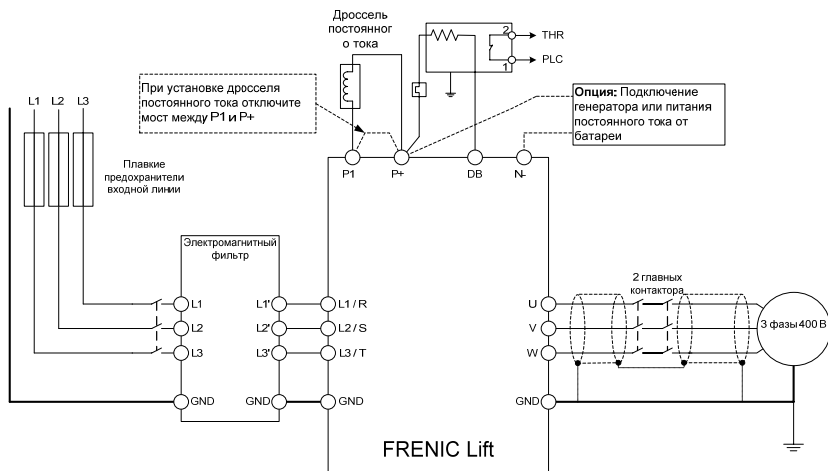 Дроссель
постоянног
о тока
2
THR
PLC
1
L1 L2 L3
При установке дросселя
постоянного тока отключите
мост между P1 и P+
Опция: Подключение
генератора или питания
постоянного тока от
батареи
Плавкие
предохранители
входной линии
P1 P+ DB N-
Электромагнитный
фильтр
2 главных
контактора
L1 L1' L1 / R U
L2 L2' L2 / S V
3 фазы 400 В
L3 L3' L3 / T W
GND GND GND GND
FRENIC Lift